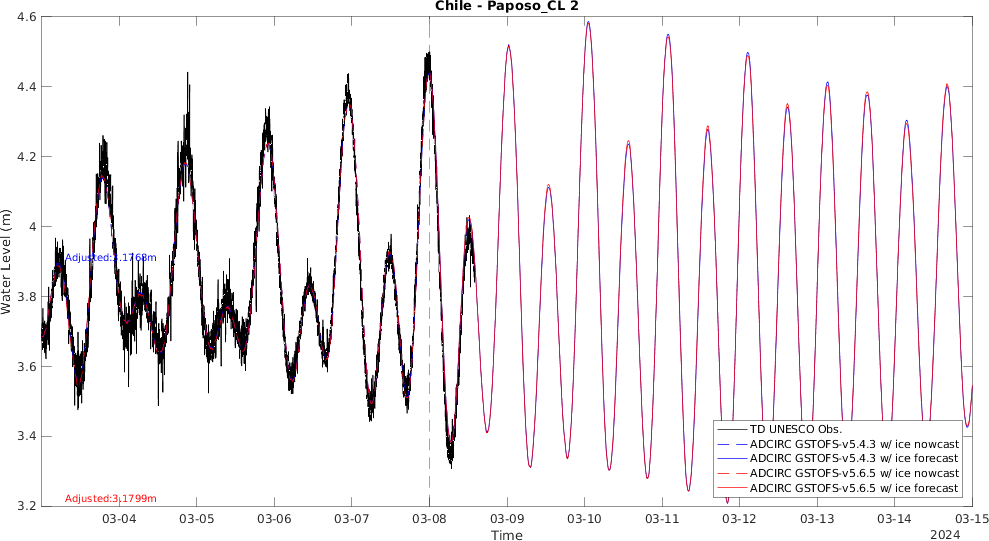 Chile - Paposo_CL 2
4.6
4.4
4.2
4
3.8
3.6
3.4
3.2
Water Level (m)
Adjusted:3.1768m
Adjusted:3.1799m
TD UNESCO Obs.
ADCIRC GSTOFS-v5.4.3 w/ ice nowcast
ADCIRC GSTOFS-v5.4.3 w/ ice forecast
ADCIRC GSTOFS-v5.6.5 w/ ice nowcast
ADCIRC GSTOFS-v5.6.5 w/ ice forecast
03-04 03-05 03-06 03-07 03-08 03-09 03-10 03-11 03-12 03-13 03-14 03-15
Time
2024